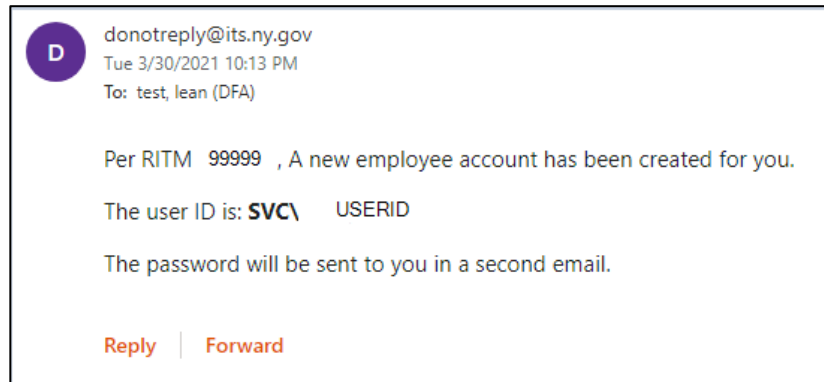 D
donotreply@its.ny.gov
Tue 3/30/2021 10:13 PM
To: test, lean (DFA)
Per RITM 99999 , A new employee account has been created for you.
The user ID is: SVC\ USERID
The password will be sent to you in a second email.
Reply | Forward